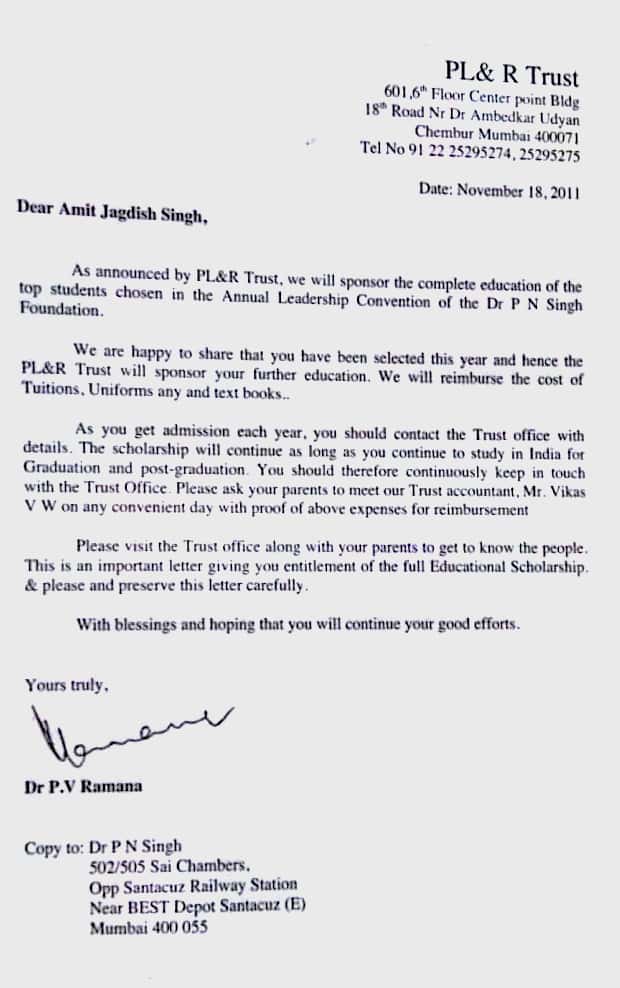 PL& R Trust
601,6th Floor Center point Bldg
18th Road Nr Dr Ambedkar Udyan
Chembur Mumbai 400071
Tel No 91 22 25295274, 25295275
Date: November 18, 2011
Dear Amit Jagdish Singh,
As announced by PL&R Trust, we will sponsor the complete education of the
top students chosen in the Annual Leadership Convention of the Dr P N Singh
Foundation.
We are happy to share that you have been selected this year and hence the
PL&R Trust will sponsor your further education. We will reimburse the cost of
Tuitions, Uniforms any and text books..
As you get admission each year, you should contact the Trust office with
details. The scholarship will continue as long as you continue to study in India for
Graduation and post-graduation. You should therefore continuously keep in touch
with the Trust Office. Please ask your parents to meet our Trust accountant, Mr. Vikas
V W on any convenient day with proof of above expenses for reimbursement
Please visit the Trust office along with your parents to get to know the people.
This is an important letter giving you entitlement of the full Educational Scholarship.
& please and preserve this letter carefully.
With blessings and hoping that you will continue your good efforts.
Yours truly,
Ramana
Dr P.V Ramana
Copy to: Dr P N Singh
502/505 Sai Chambers,
Opp Santacuz Railway Station
Near BEST Depot Santacuz (E)
Mumbai 400 055